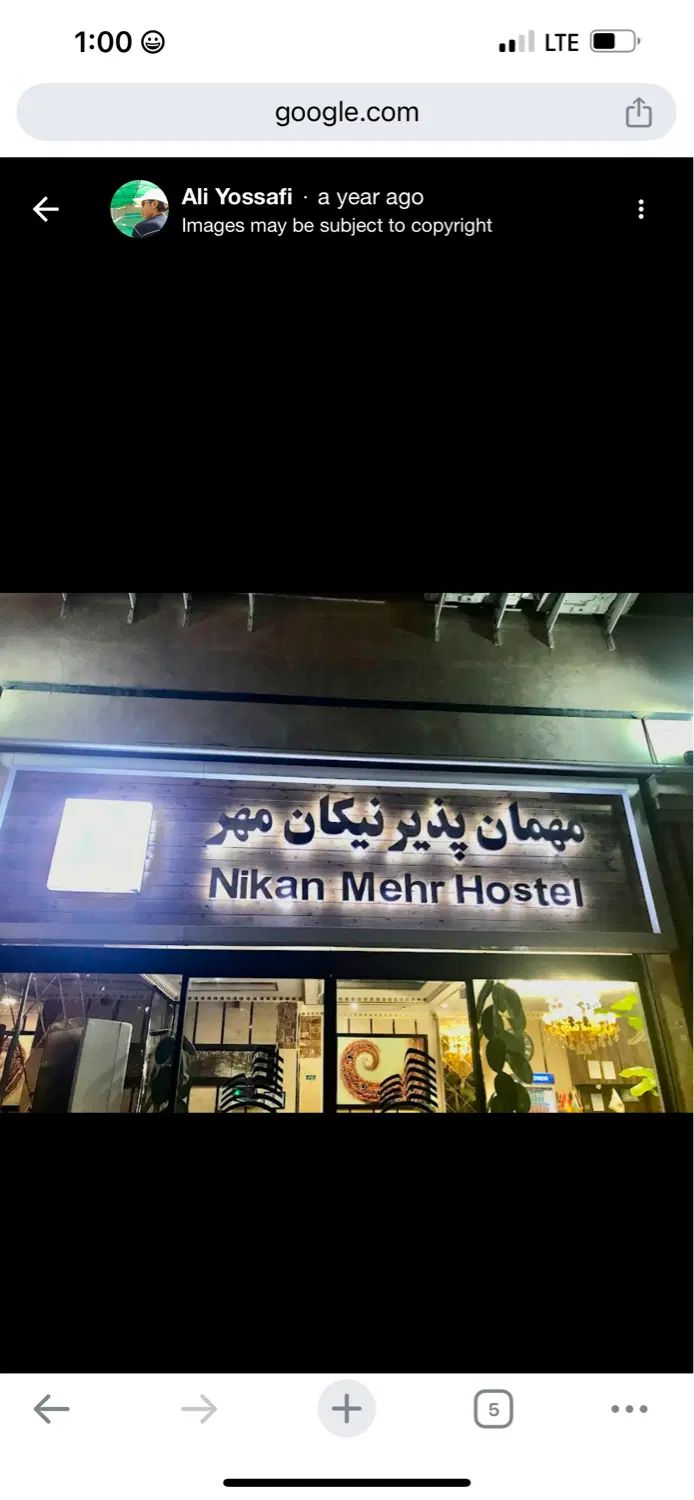 1:00
LTE
google.com
Ali Yossafi · a year ago
Images may be subject to copyright
مهمان پذیر نیکان مهر
Nikan Mehr Hostel
5